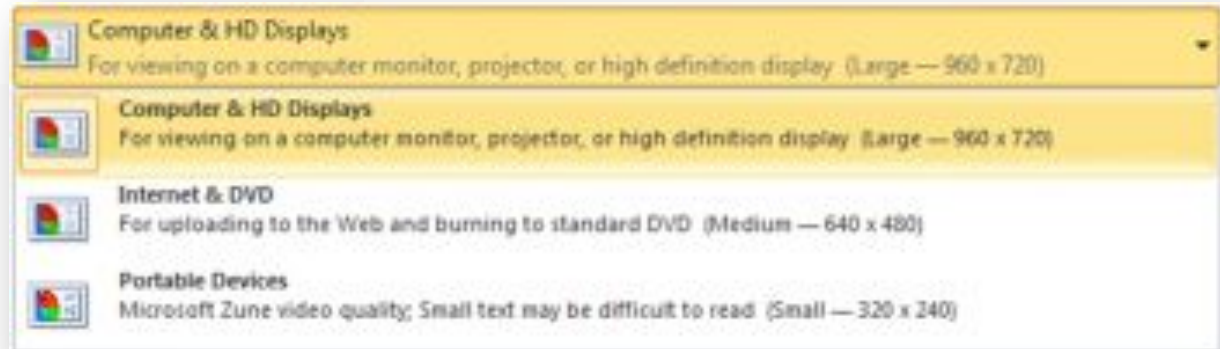 Computer & HD Displays
For viewing on a computer monitor, projector, or high definition display (Large — 960 x 720)
Computer & HD Displays
For viewing on a computer monitor, projector, or high definition display (Large — 960 x 720)
Internet & DVD
For uploading to the Web and burning to standard DVD (Medium — 640 x 480)
Portable Devices
Microsoft Zune video quality; Small text may be difficult to read (Small — 320 x 240)